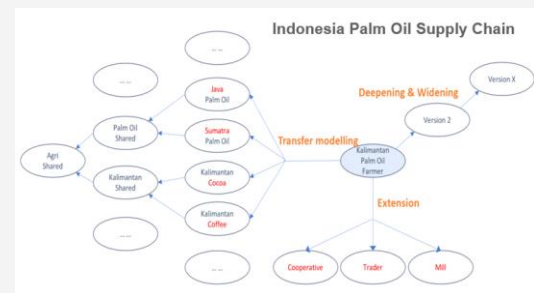 Indonesia Palm Oil Supply Chain
... ...
... ...
Java
Palm Oil
Palm Oil
Shared
Sumatra
Palm Oil
Agri
Shared
Kalimantan
Shared
Kalimantan
Cocoa
Kalimantan
Coffee
... ...
... ...
Transfer modelling
Kalimantan
Palm Oil
Farmer
Deepening & Widening
Version 2
Version X
Extension
Cooperative
Trader
Mill